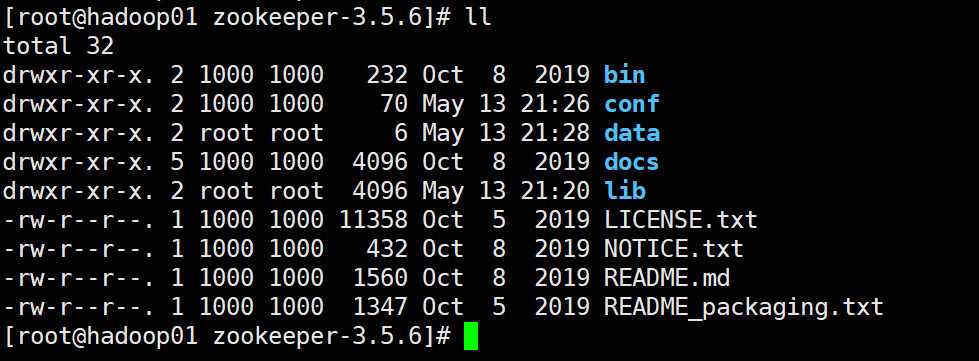 [root@hadoop01 zookeeper-3.5.6]# ll
total 32
drwxr-xr-x. 2 1000 1000   232 Oct  8  2019 bin
drwxr-xr-x. 2 1000 1000    70 May 13 21:26 conf
drwxr-xr-x. 2 root root     6 May 13 21:28 data
drwxr-xr-x. 5 1000 1000  4096 Oct  8  2019 docs
drwxr-xr-x. 2 root root  4096 May 13 21:20 lib
-rw-r--r--. 1 1000 1000 11358 Oct  5  2019 LICENSE.txt
-rw-r--r--. 1 1000 1000   432 Oct  8  2019 NOTICE.txt
-rw-r--r--. 1 1000 1000  1560 Oct  8  2019 README.md
-rw-r--r--. 1 1000 1000  1347 Oct  5  2019 README_packaging.txt
[root@hadoop01 zookeeper-3.5.6]#